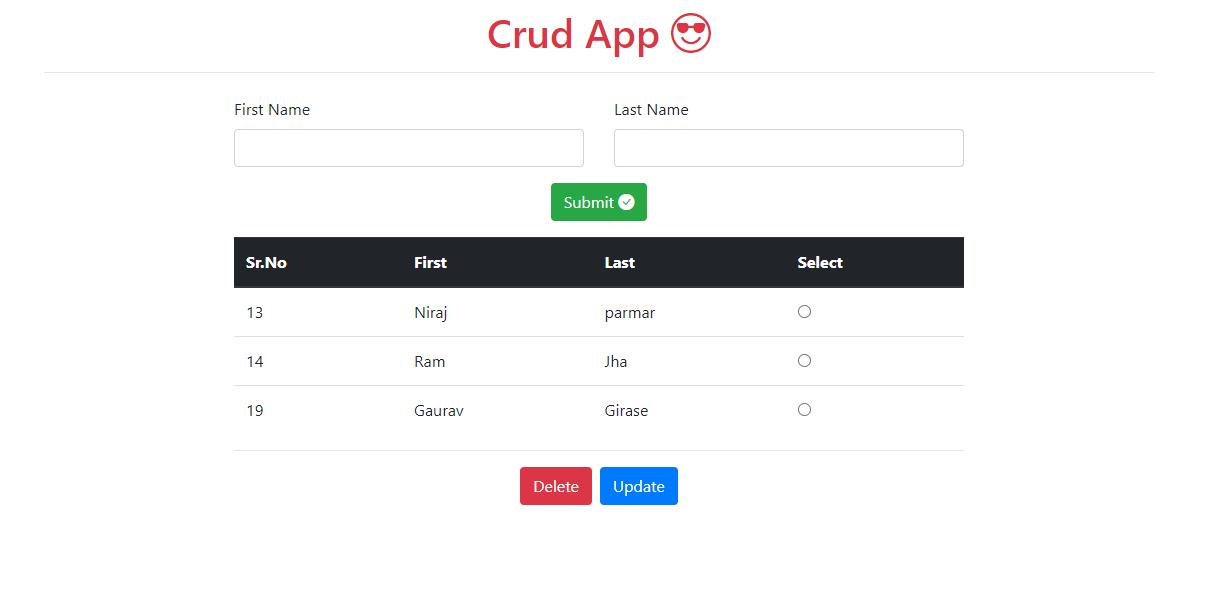 Crud App
First Name Last Name
Submit
Sr.No First Last Select
13 Niraj parmar
14 Ram Jha
19 Gaurav Girase
Delete Update